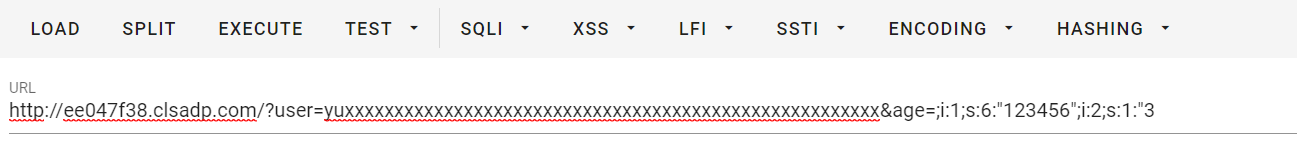 LOAD SPLIT EXECUTE TEST SQLI XSS LFI SSTI ENCODING HASHING
URL
http://ee047f38.clsadp.com/?user=yuxxxxxxxxxxxxxxxxxxxxxxxxxxxxxxxxxxxxxxxxxxxxxxxxxxxxxx&age=;i:1;s:6:"123456";i:2;s:1:"3